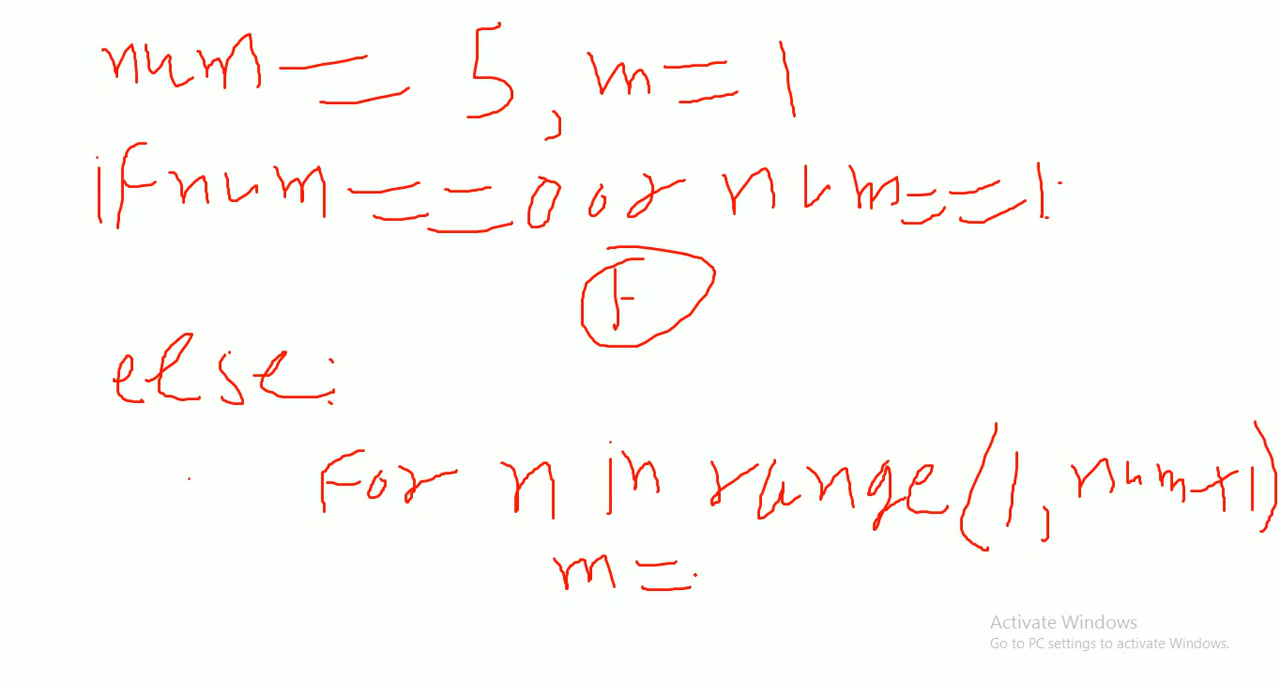 num = 5, m = 1
if num == 0 or num == 1:
F
else:
For n in range(1, num+1)
m =
Activate Windows
Go to PC settings to activate Windows.